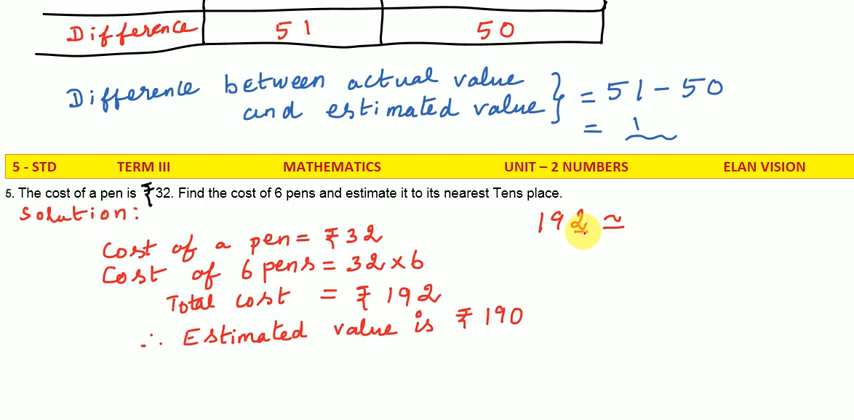 Difference 51 50
Difference between actual value
and estimated value } = 51 - 50
= 1
5 - STD TERM III MATHEMATICS UNIT – 2 NUMBERS ELAN VISION
5. The cost of a pen is ₹32. Find the cost of 6 pens and estimate it to its nearest Tens place.
Solution:
192 ≃
Cost of a pen = ₹32
Cost of 6 pens = 32 × 6
Total cost = ₹ 192
∴ Estimated value is ₹ 190